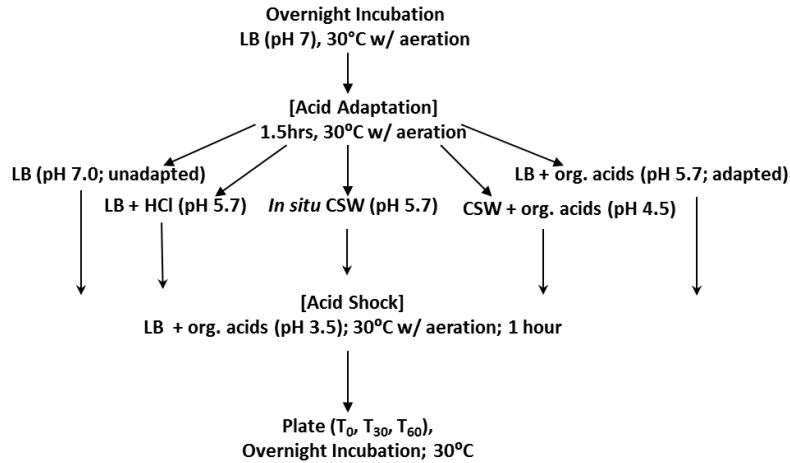 Overnight Incubation
LB (pH 7), 30°C w/ aeration
[Acid Adaptation]
1.5hrs, 30⁰C w/ aeration
LB (pH 7.0; unadapted)
LB + org. acids (pH 5.7; adapted)
LB + HCl (pH 5.7)
In situ CSW (pH 5.7)
CSW + org. acids (pH 4.5)
[Acid Shock]
LB + org. acids (pH 3.5); 30⁰C w/ aeration; 1 hour
Plate (T₀, T₃₀, T₆₀),
Overnight Incubation; 30⁰C